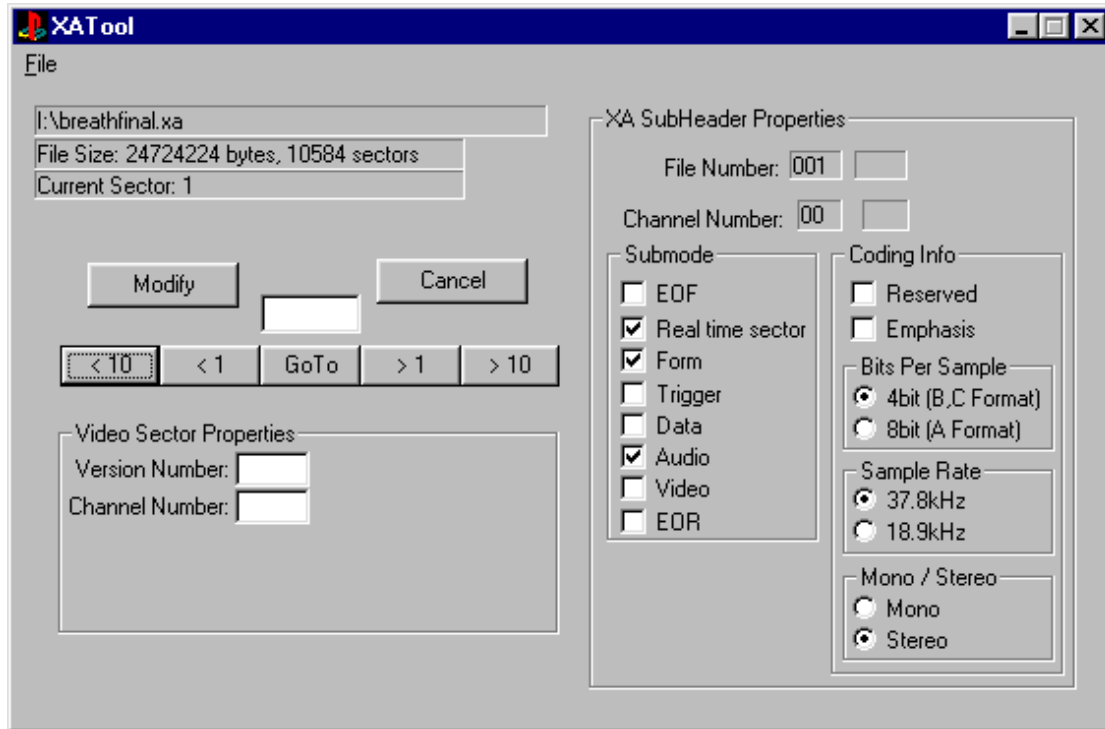 XATool
File
I:\breathfinal.xa
File Size: 24724224 bytes, 10584 sectors
Current Sector: 1
Modify
Cancel
< 10
< 1
GoTo
> 1
> 10
Video Sector Properties
Version Number:
Channel Number:
XA SubHeader Properties
File Number: 001
Channel Number: 00
Submode
EOF
Real time sector
Form
Trigger
Data
Audio
Video
EOR
Coding Info
Reserved
Emphasis
Bits Per Sample
4bit (B,C Format)
8bit (A Format)
Sample Rate
37.8kHz
18.9kHz
Mono / Stereo
Mono
Stereo